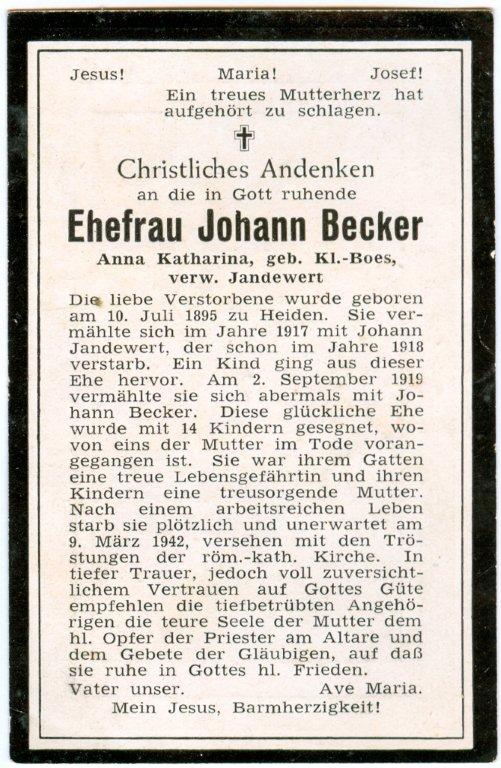 Jesus! Maria! Josef!
Ein treues Mutterherz hat
aufgehört zu schlagen.
Christliches Andenken
an die in Gott ruhende
Ehefrau Johann Becker
Anna Katharina, geb. Kl.-Boes,
verw. Jandewert
Die liebe Verstorbene wurde geboren
am 10. Juli 1895 zu Heiden. Sie ver-
mählte sich im Jahre 1917 mit Johann
Jandewert, der schon im Jahre 1918
verstarb. Ein Kind ging aus dieser
Ehe hervor. Am 2. September 1919
vermählte sie sich abermals mit Jo-
hann Becker. Diese glückliche Ehe
wurde mit 14 Kindern gesegnet, wo-
von eins der Mutter im Tode voran-
gegangen ist. Sie war ihrem Gatten
eine treue Lebensgefährtin und ihren
Kindern eine treusorgende Mutter.
Nach einem arbeitsreichen Leben
starb sie plötzlich und unerwartet am
9. März 1942, versehen mit den Trö-
stungen der röm.-kath. Kirche. In
tiefer Trauer, jedoch voll zuversicht-
lichem Vertrauen auf Gottes Güte
empfehlen die tiefbetrübten Angehö-
rigen die teure Seele der Mutter dem
hl. Opfer der Priester am Altare und
dem Gebete der Gläubigen, auf daß
sie ruhe in Gottes hl. Frieden.
Vater unser. Ave Maria.
Mein Jesus, Barmherzigkeit!